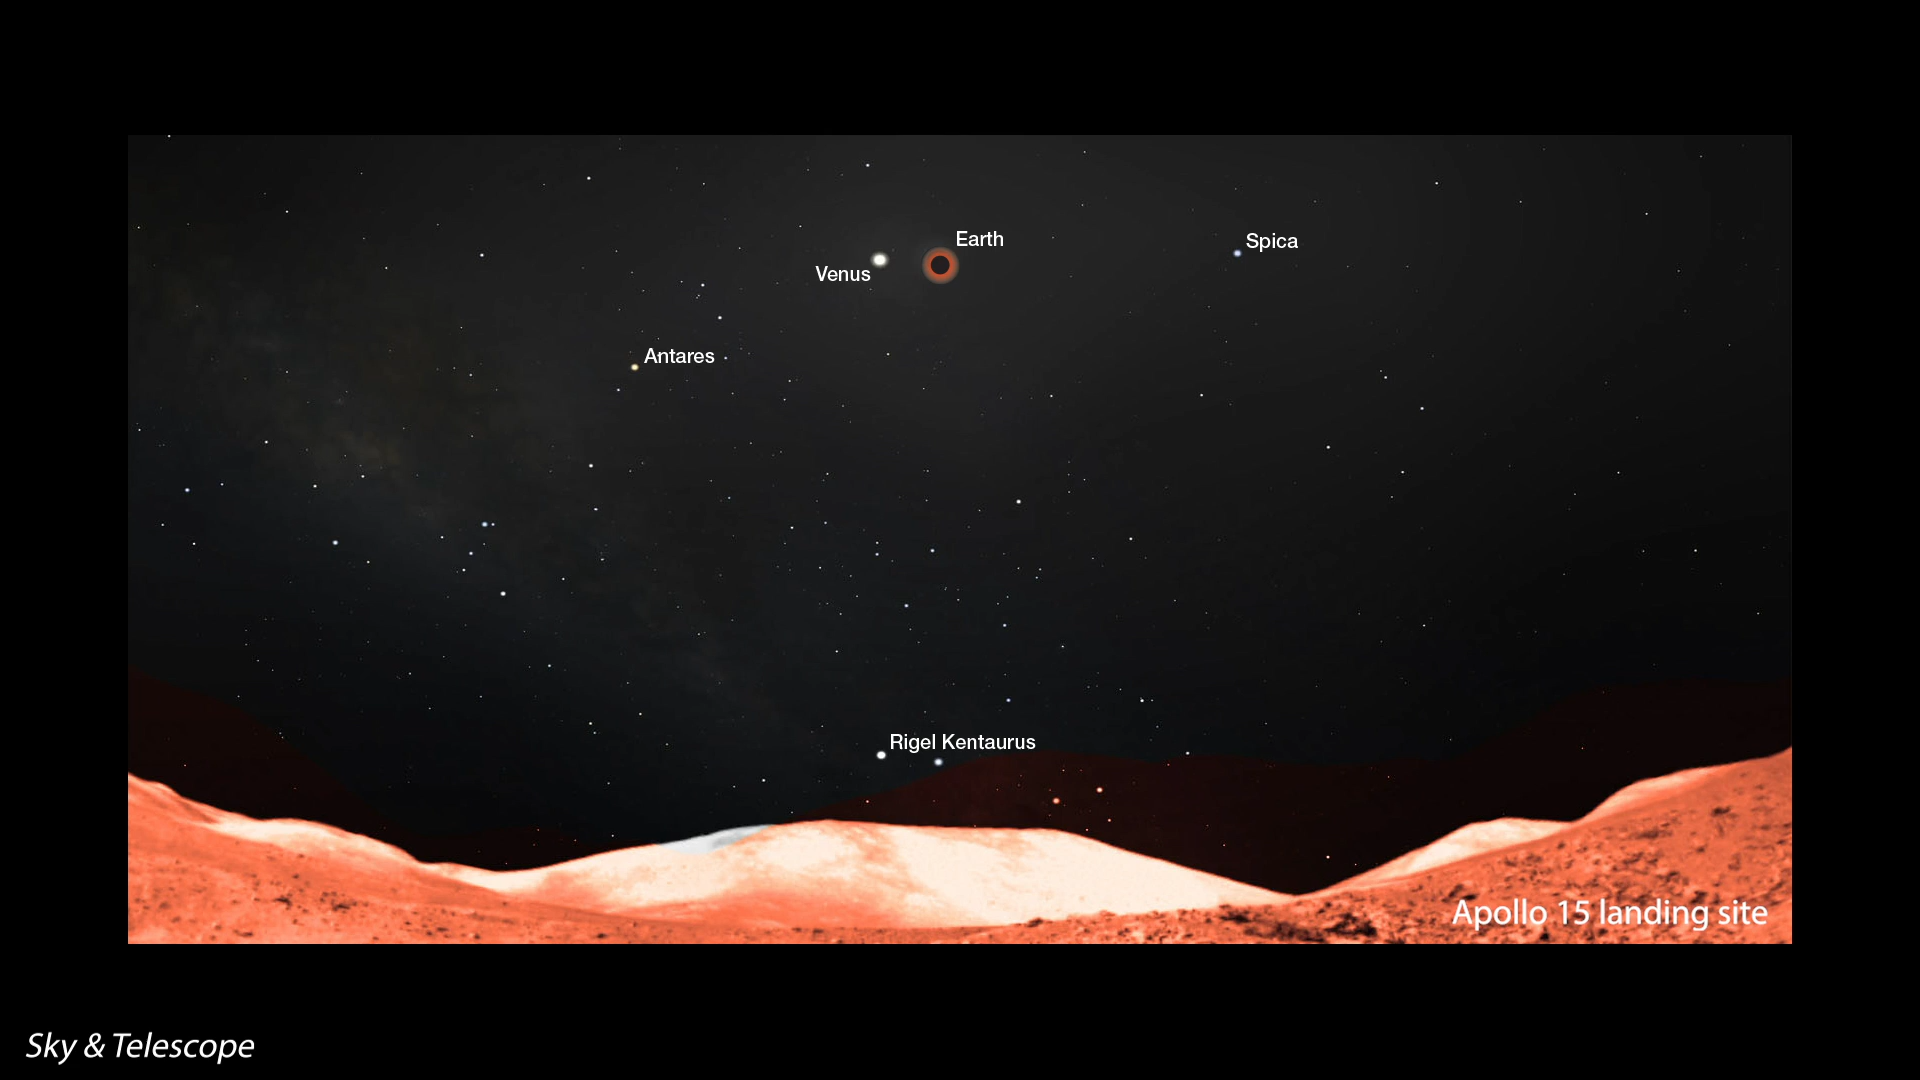 Earth
Spica
Venus
Antares
Rigel Kentaurus
Apollo 15 landing site
Sky & Telescope